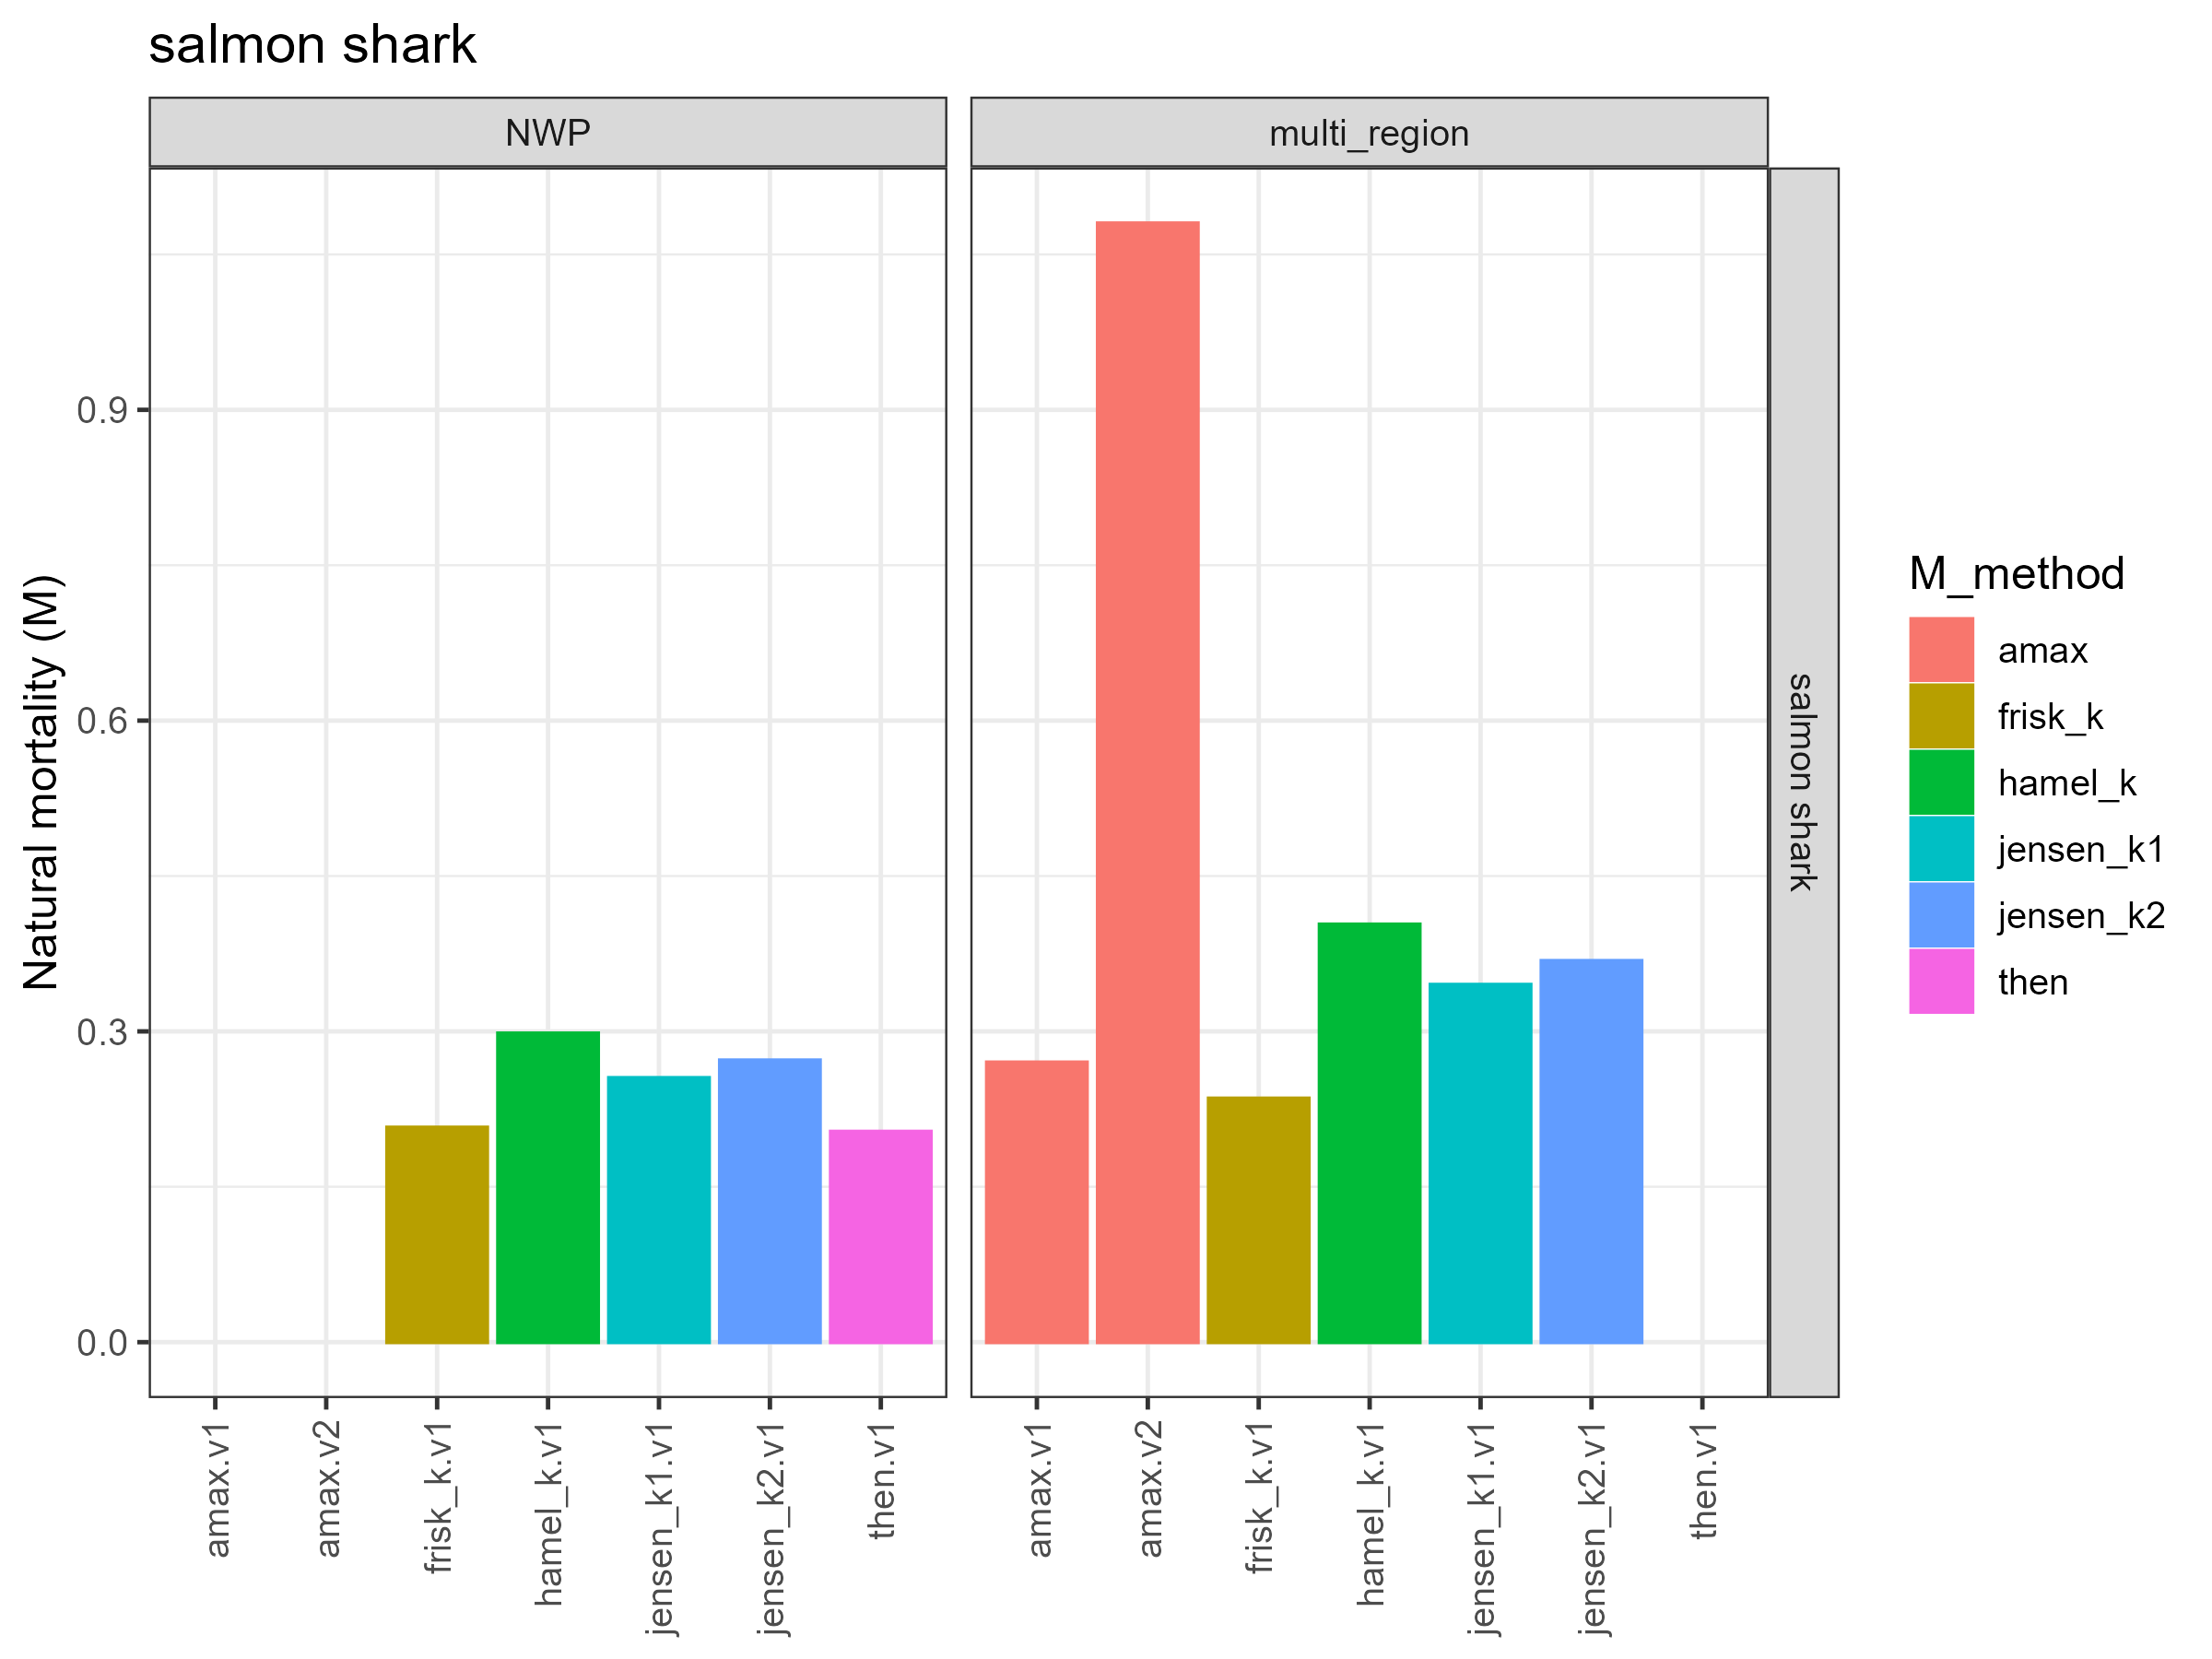 salmon shark
NWP
multi_region
salmon shark
Natural mortality (M)
0.9
0.6
0.3
0.0
amax.v1
amax.v2
frisk_k.v1
hamel_k.v1
jensen_k1.v1
jensen_k2.v1
then.v1
amax.v1
amax.v2
frisk_k.v1
hamel_k.v1
jensen_k1.v1
jensen_k2.v1
then.v1
M_method
amax
frisk_k
hamel_k
jensen_k1
jensen_k2
then